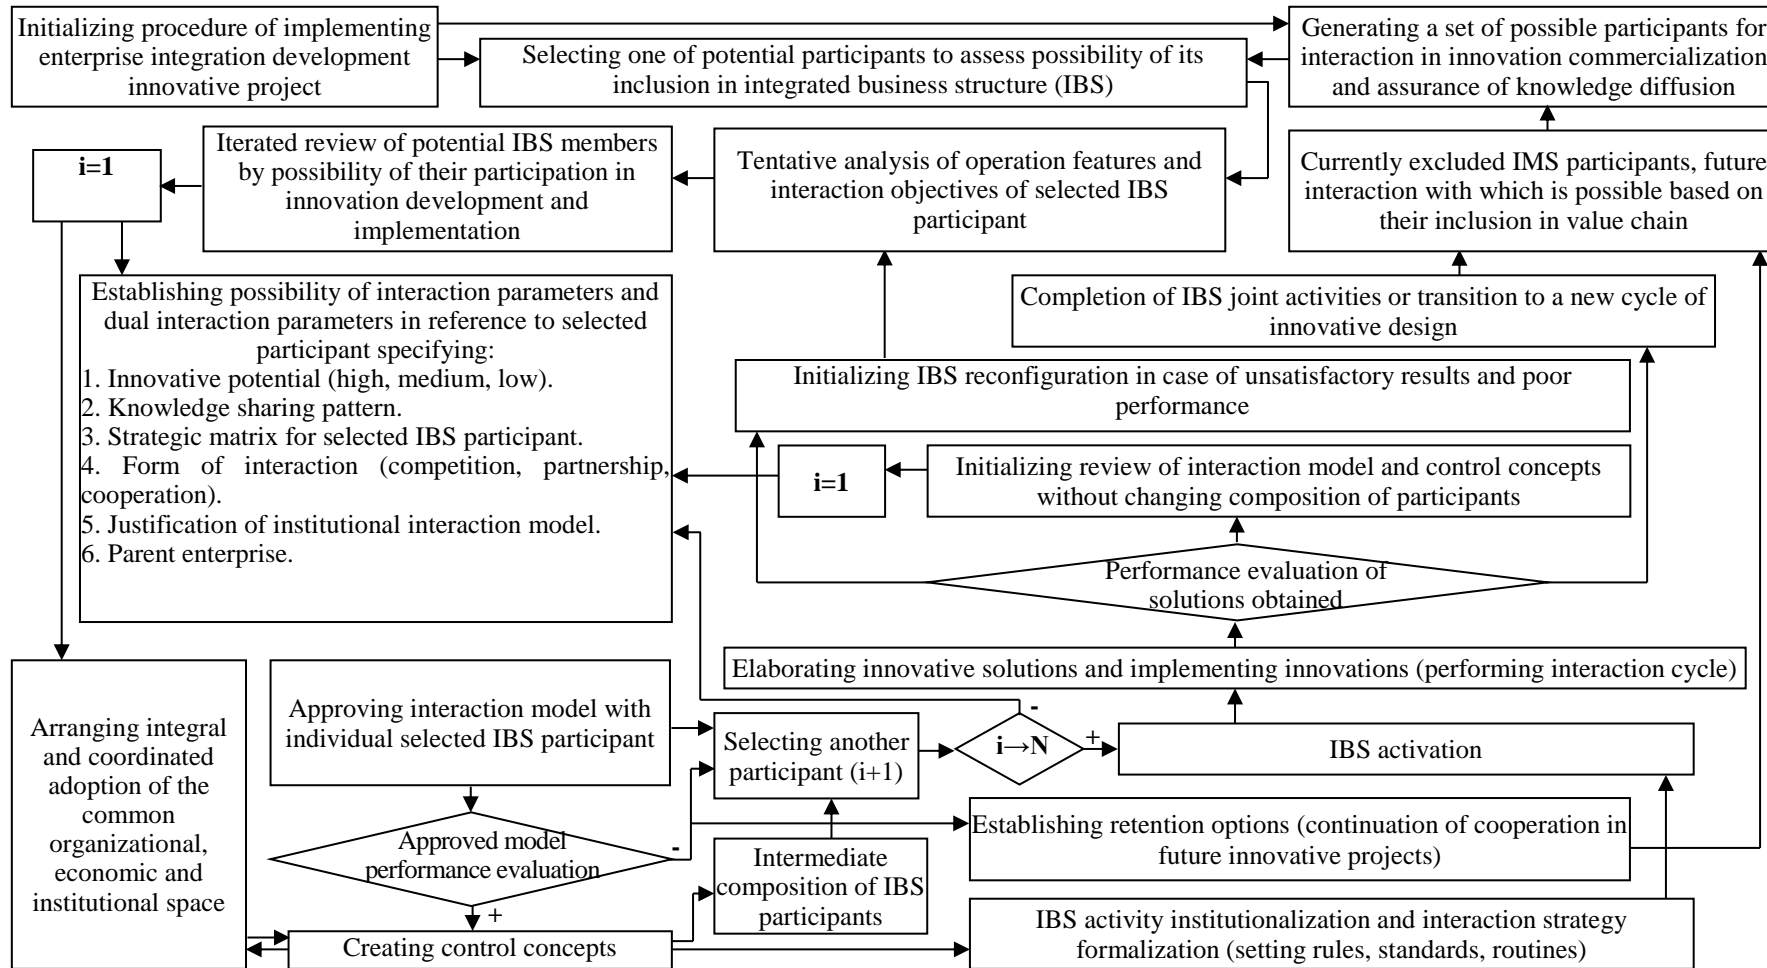 Initializing procedure of implementing
enterprise integration development
innovative project
Selecting one of potential participants to assess possibility of its
inclusion in integrated business structure (IBS)
Generating a set of possible participants for
interaction in innovation commercialization
and assurance of knowledge diffusion
i=1
Iterated review of potential IBS members
by possibility of their participation in
innovation development and
implementation
Tentative analysis of operation features and
interaction objectives of selected IBS
participant
Currently excluded IMS participants, future
interaction with which is possible based on
their inclusion in value chain
Establishing possibility of interaction parameters and
dual interaction parameters in reference to selected
participant specifying:
1. Innovative potential (high, medium, low).
2. Knowledge sharing pattern.
3. Strategic matrix for selected IBS participant.
4. Form of interaction (competition, partnership,
cooperation).
5. Justification of institutional interaction model.
6. Parent enterprise.
Completion of IBS joint activities or transition to a new cycle of
innovative design
Initializing IBS reconfiguration in case of unsatisfactory results and poor
performance
i=1
Initializing review of interaction model and control concepts
without changing composition of participants
Performance evaluation of
solutions obtained
Elaborating innovative solutions and implementing innovations (performing interaction cycle)
Arranging integral
and coordinated
adoption of the
common
organizational,
economic and
institutional space
Approving interaction model with
individual selected IBS participant
Selecting another
participant (i+1)
-
i→N
+
IBS activation
Approved model
performance evaluation
-
+
Intermediate
composition of IBS
participants
Establishing retention options (continuation of cooperation in
future innovative projects)
Creating control concepts
IBS activity institutionalization and interaction strategy
formalization (setting rules, standards, routines)